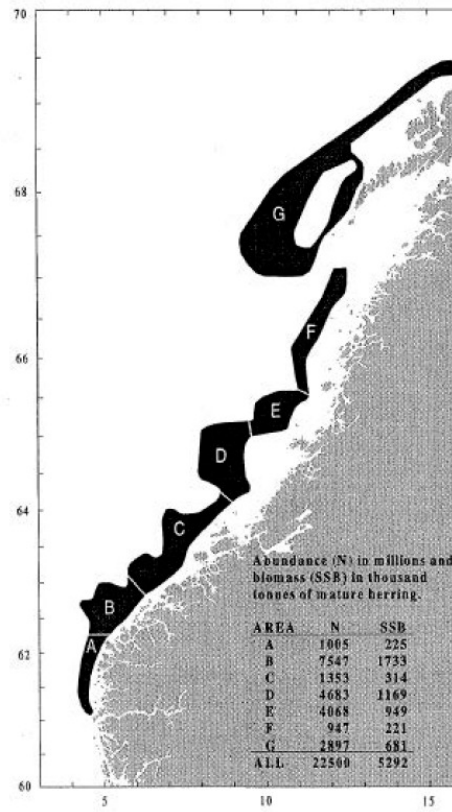 70
68
G
F
66
E
D
64
C
Abundance (N) in millions and
biomass (SSB) in thousand
tonnes of mature herring.
B
AREA N SSB
A
A 1005 225
62
B 7547 1733
C 1353 314
D 4683 1169
E 4068 949
F 947 221
G 2897 681
ALL 22500 5292
60
5 10 15